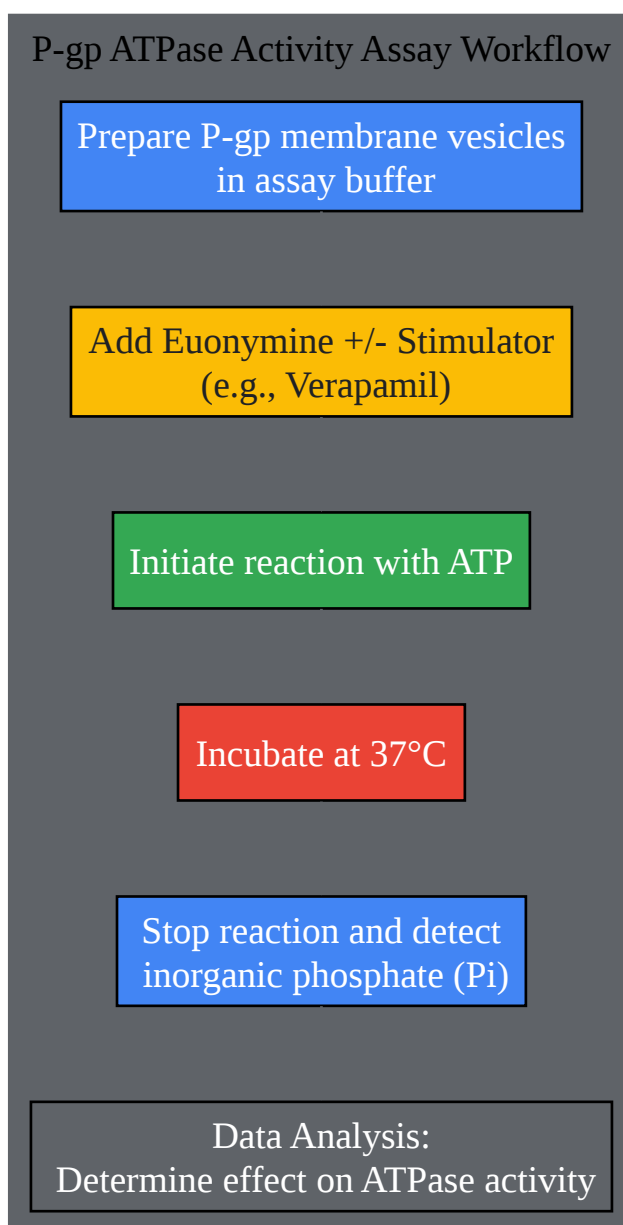 P-gp ATPase Activity Assay Workflow
Prepare P-gp membrane vesicles
in assay buffer
Add Euonymine +/- Stimulator
(e.g., Verapamil)
Initiate reaction with ATP
Incubate at 37°C
Stop reaction and detect
inorganic phosphate (Pi)
Data Analysis:
Determine effect on ATPase activity